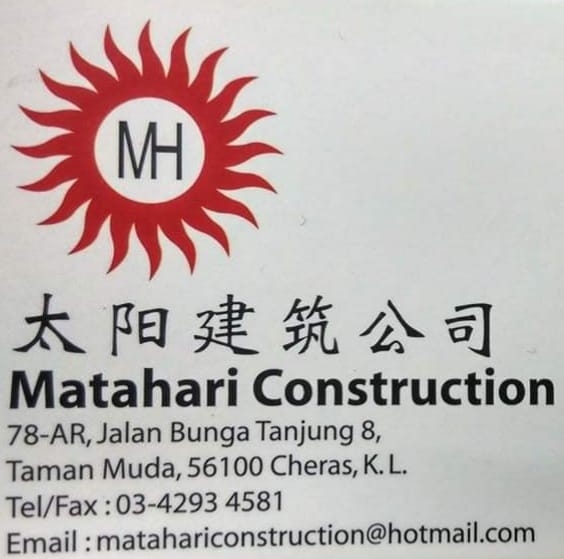 MH
太阳建筑公司
Matahari Construction
78-AR, Jalan Bunga Tanjung 8,
Taman Muda, 56100 Cheras, K.L.
Tel/Fax : 03-4293 4581
Email : matahariconstruction@hotmail.com